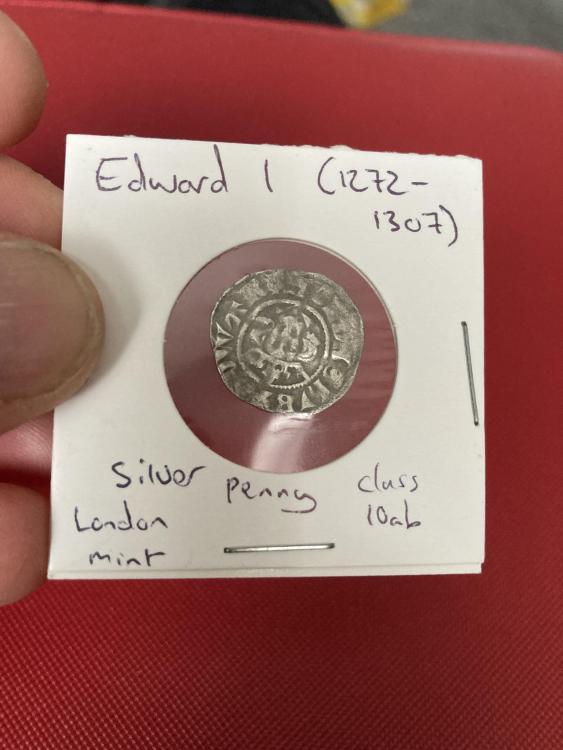 Edward I (1272-
1307)
Silver Penny class
London 10ab
mint